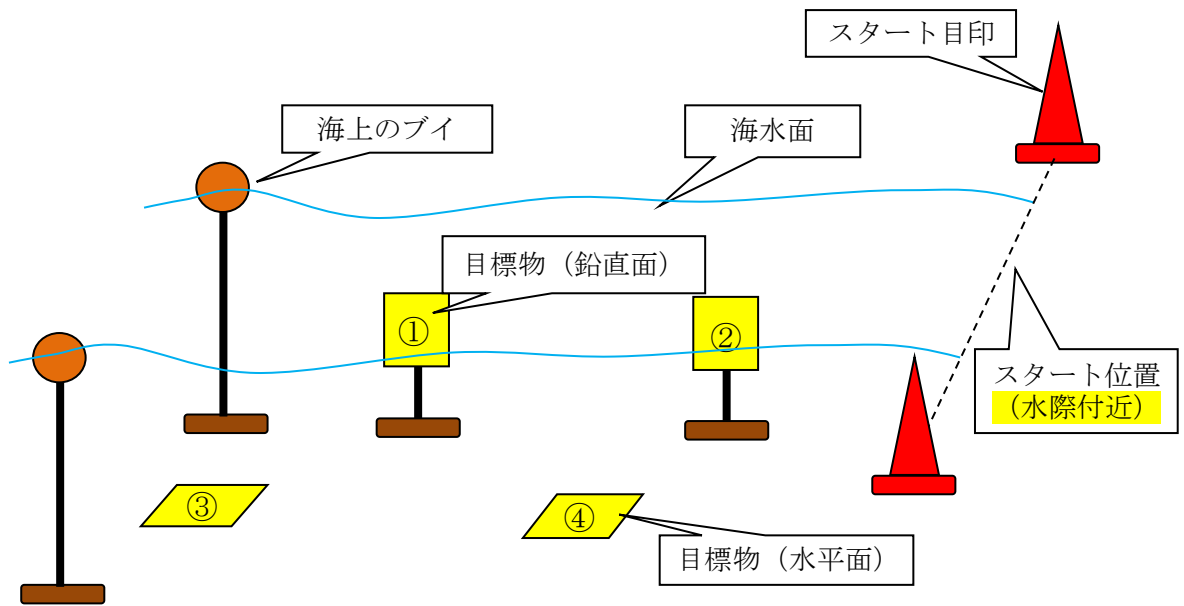 スタート目印
海上のブイ
海水面
目標物（鉛直面）
①
②
スタート位置
（水際付近）
③
④
目標物（水平面）